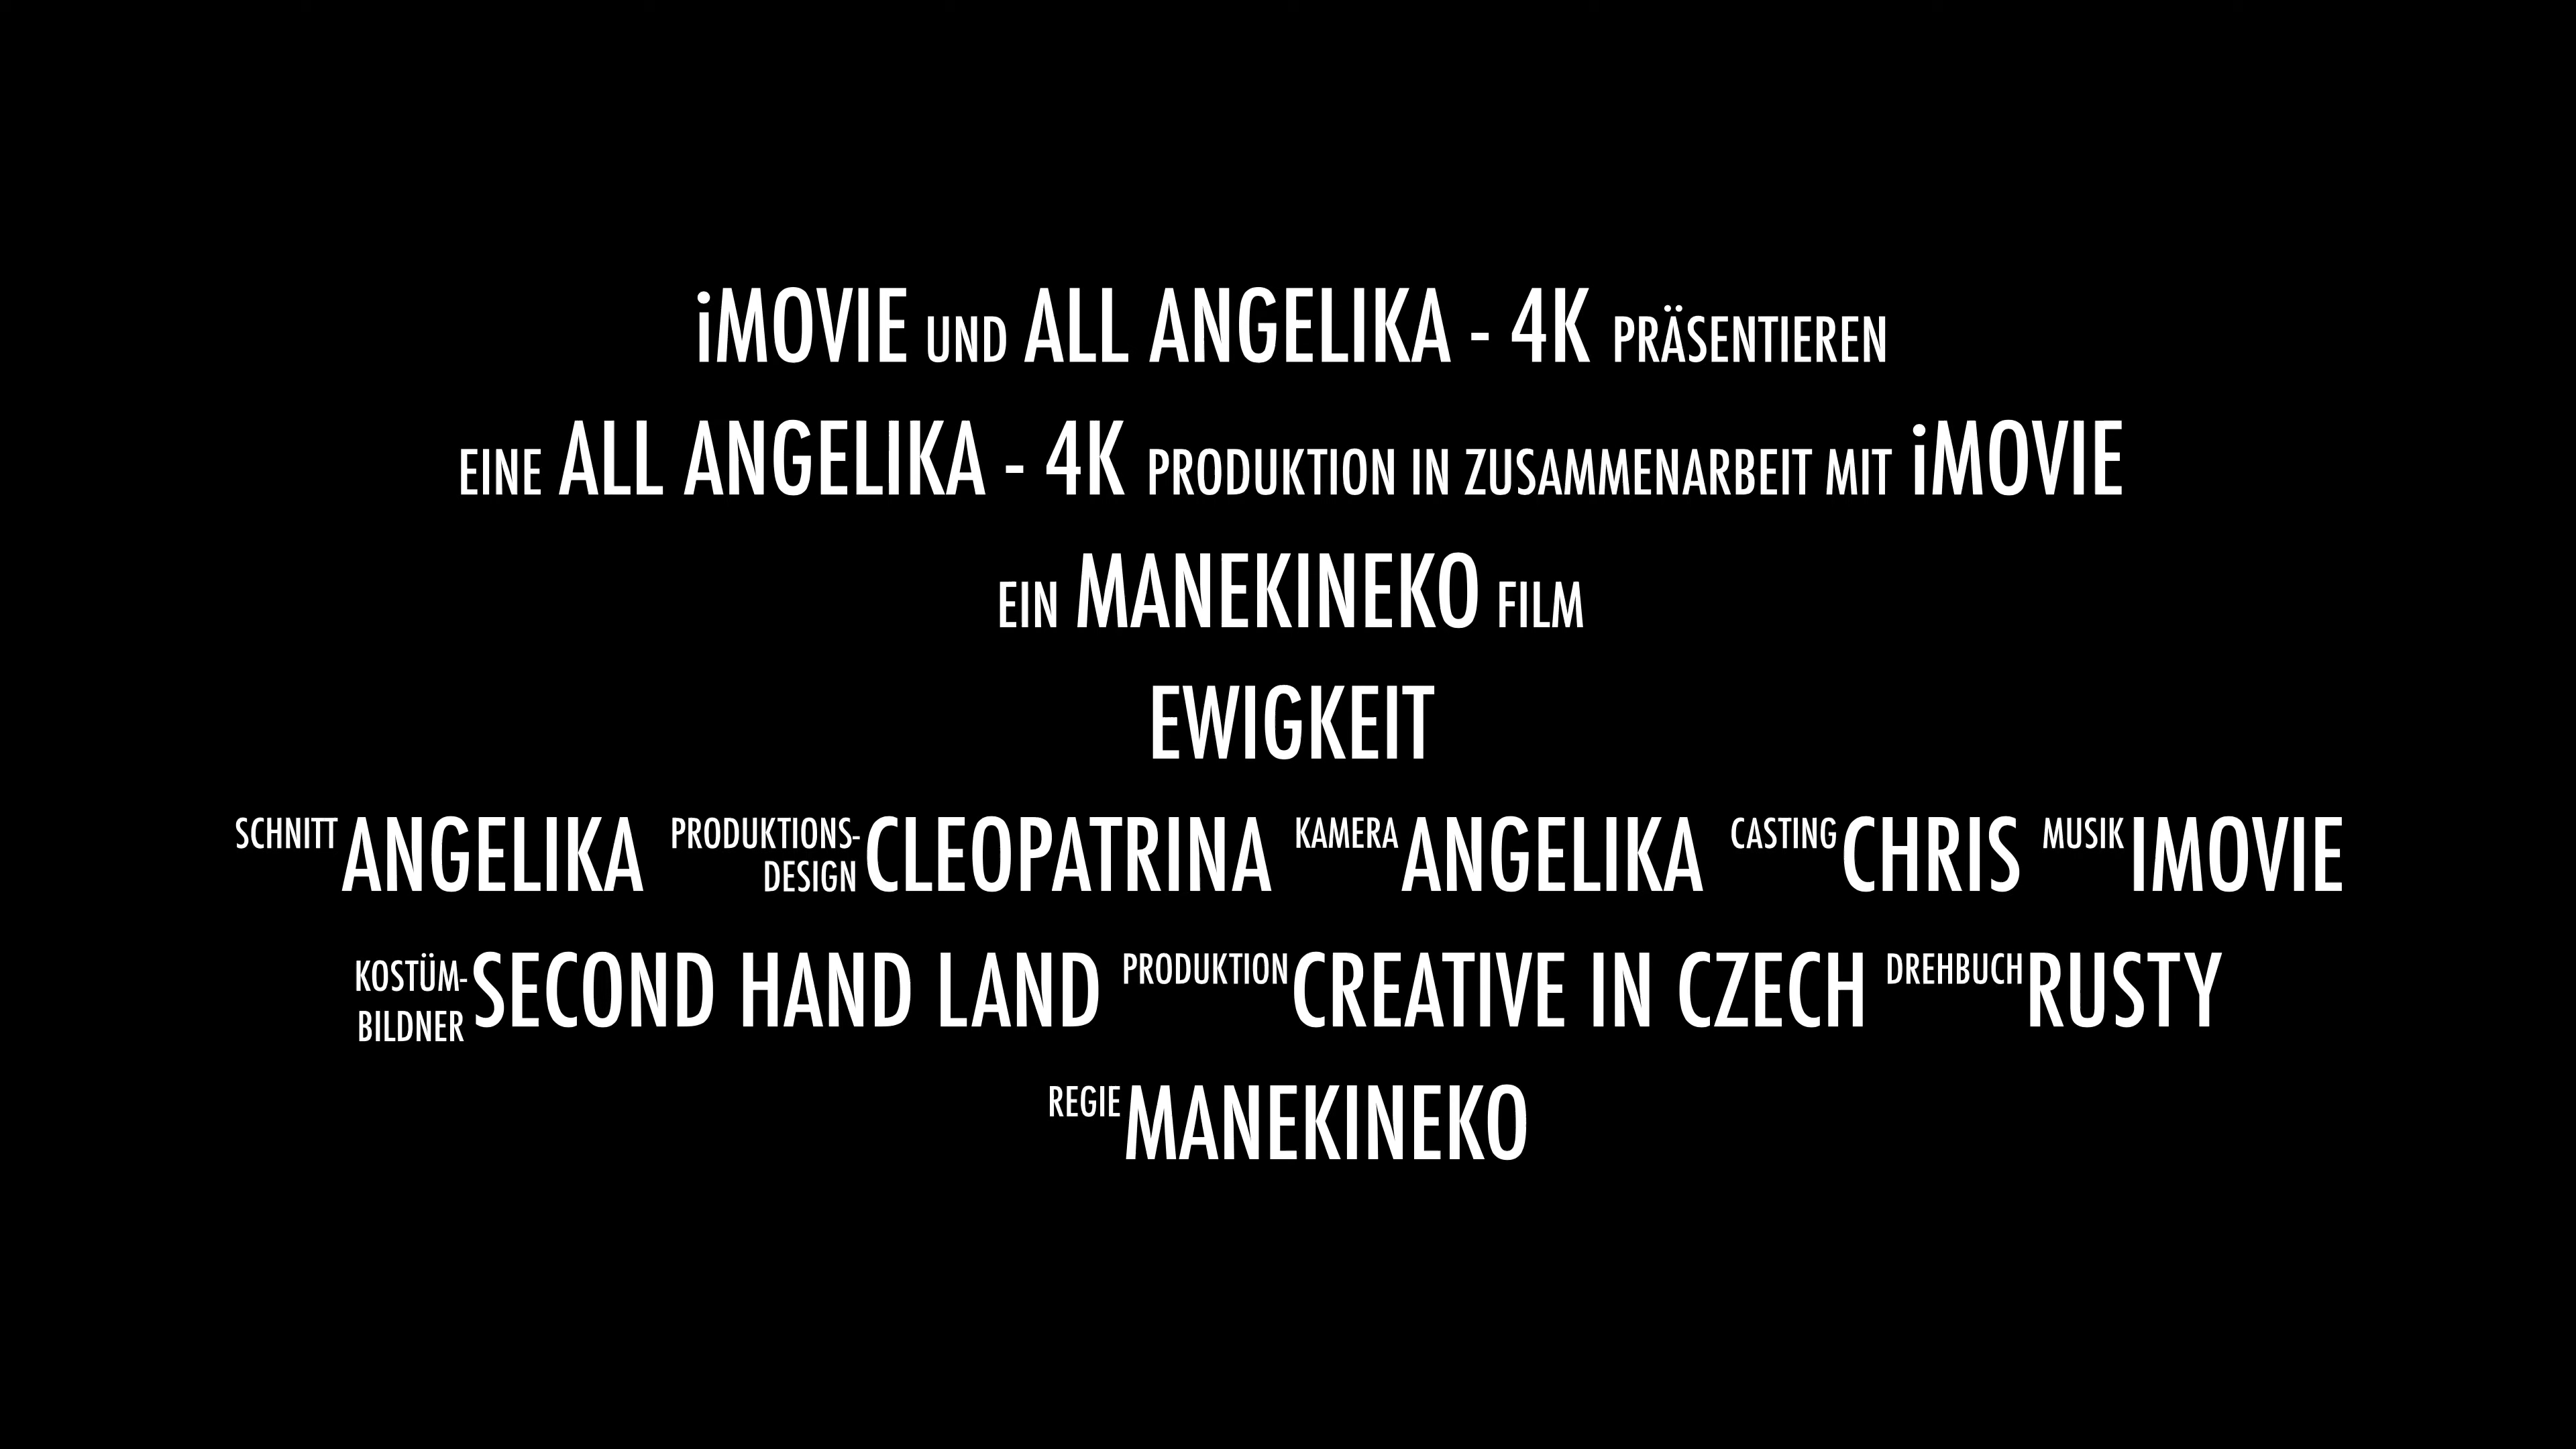 iMOVIE UND ALL ANGELIKA - 4K PRÄSENTIEREN
EINE ALL ANGELIKA - 4K PRODUKTION IN ZUSAMMENARBEIT MIT iMOVIE
EIN MANEKINEKO FILM
EWIGKEIT
SCHNITT ANGELIKA PRODUKTIONS-DESIGN CLEOPATRINA KAMERA ANGELIKA CASTING CHRIS MUSIK IMOVIE
KOSTÜM-BILDNER SECOND HAND LAND PRODUKTION CREATIVE IN CZECH DREHBUCH RUSTY
REGIE MANEKINEKO